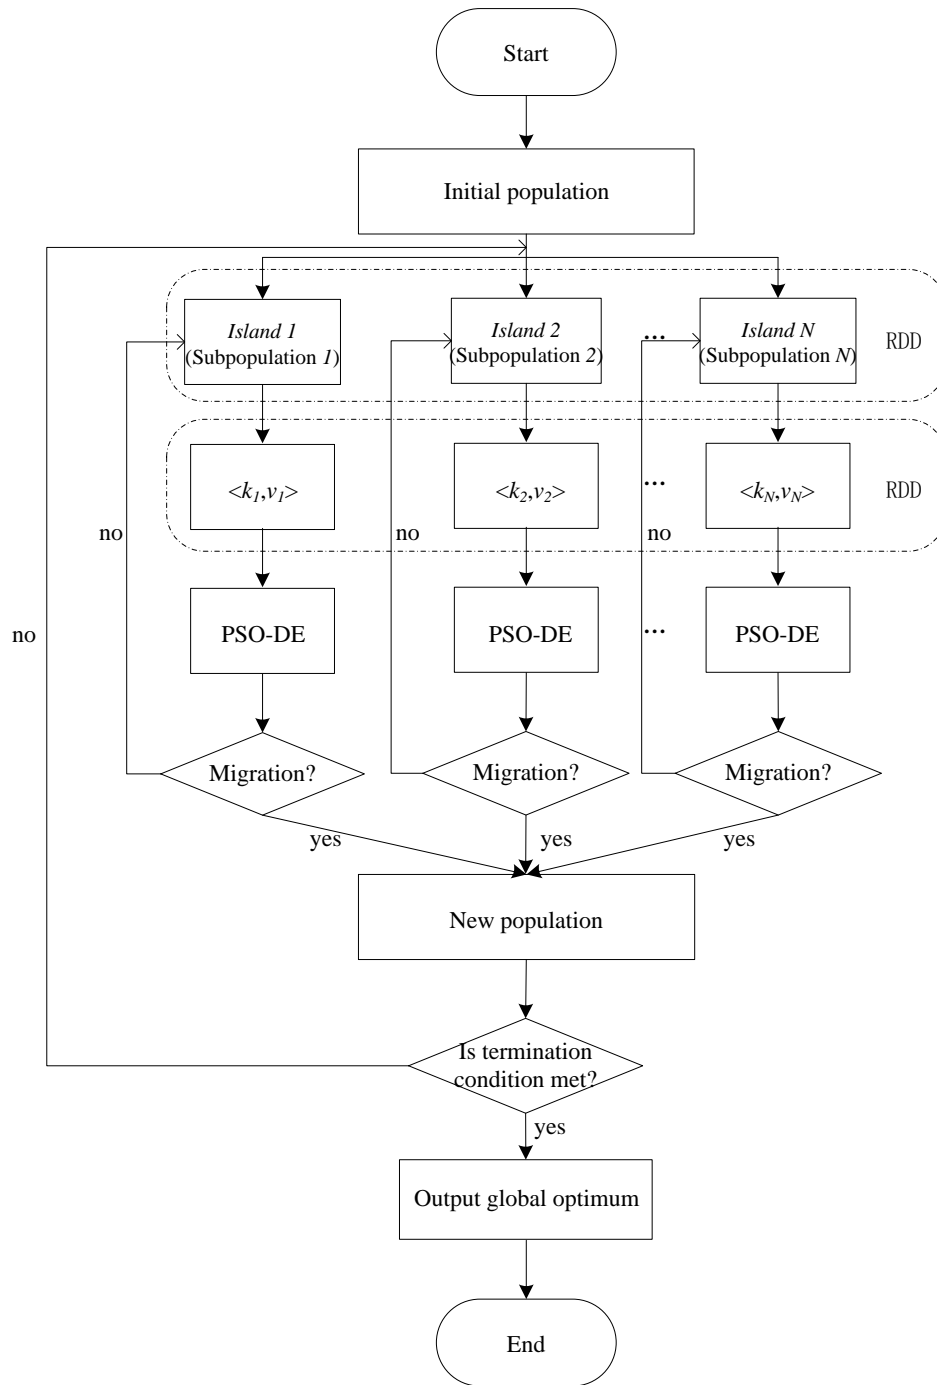 Start
Initial population
Island 1
(Subpopulation 1)
Island 2
(Subpopulation 2)
...
Island N
(Subpopulation N)
RDD
<k1,v1>
<k2,v2>
...
<kN,vN>
RDD
no
no
no
no
PSO-DE
PSO-DE
...
PSO-DE
Migration?
Migration?
Migration?
yes
yes
yes
New population
Is termination
condition met?
yes
Output global optimum
End